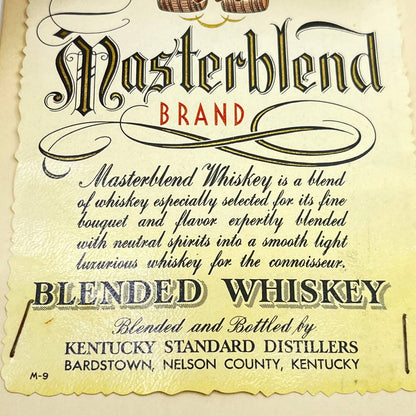 Masterblend
BRAND
Masterblend Whiskey is a blend
of whiskey especially selected for its fine
bouquet and flavor expertly blended
with neutral spirits into a smooth light
luxurious whiskey for the connoisseur.
BLENDED WHISKEY
Blended and Bottled by
KENTUCKY STANDARD DISTILLERS
BARDSTOWN, NELSON COUNTY, KENTUCKY
M-9